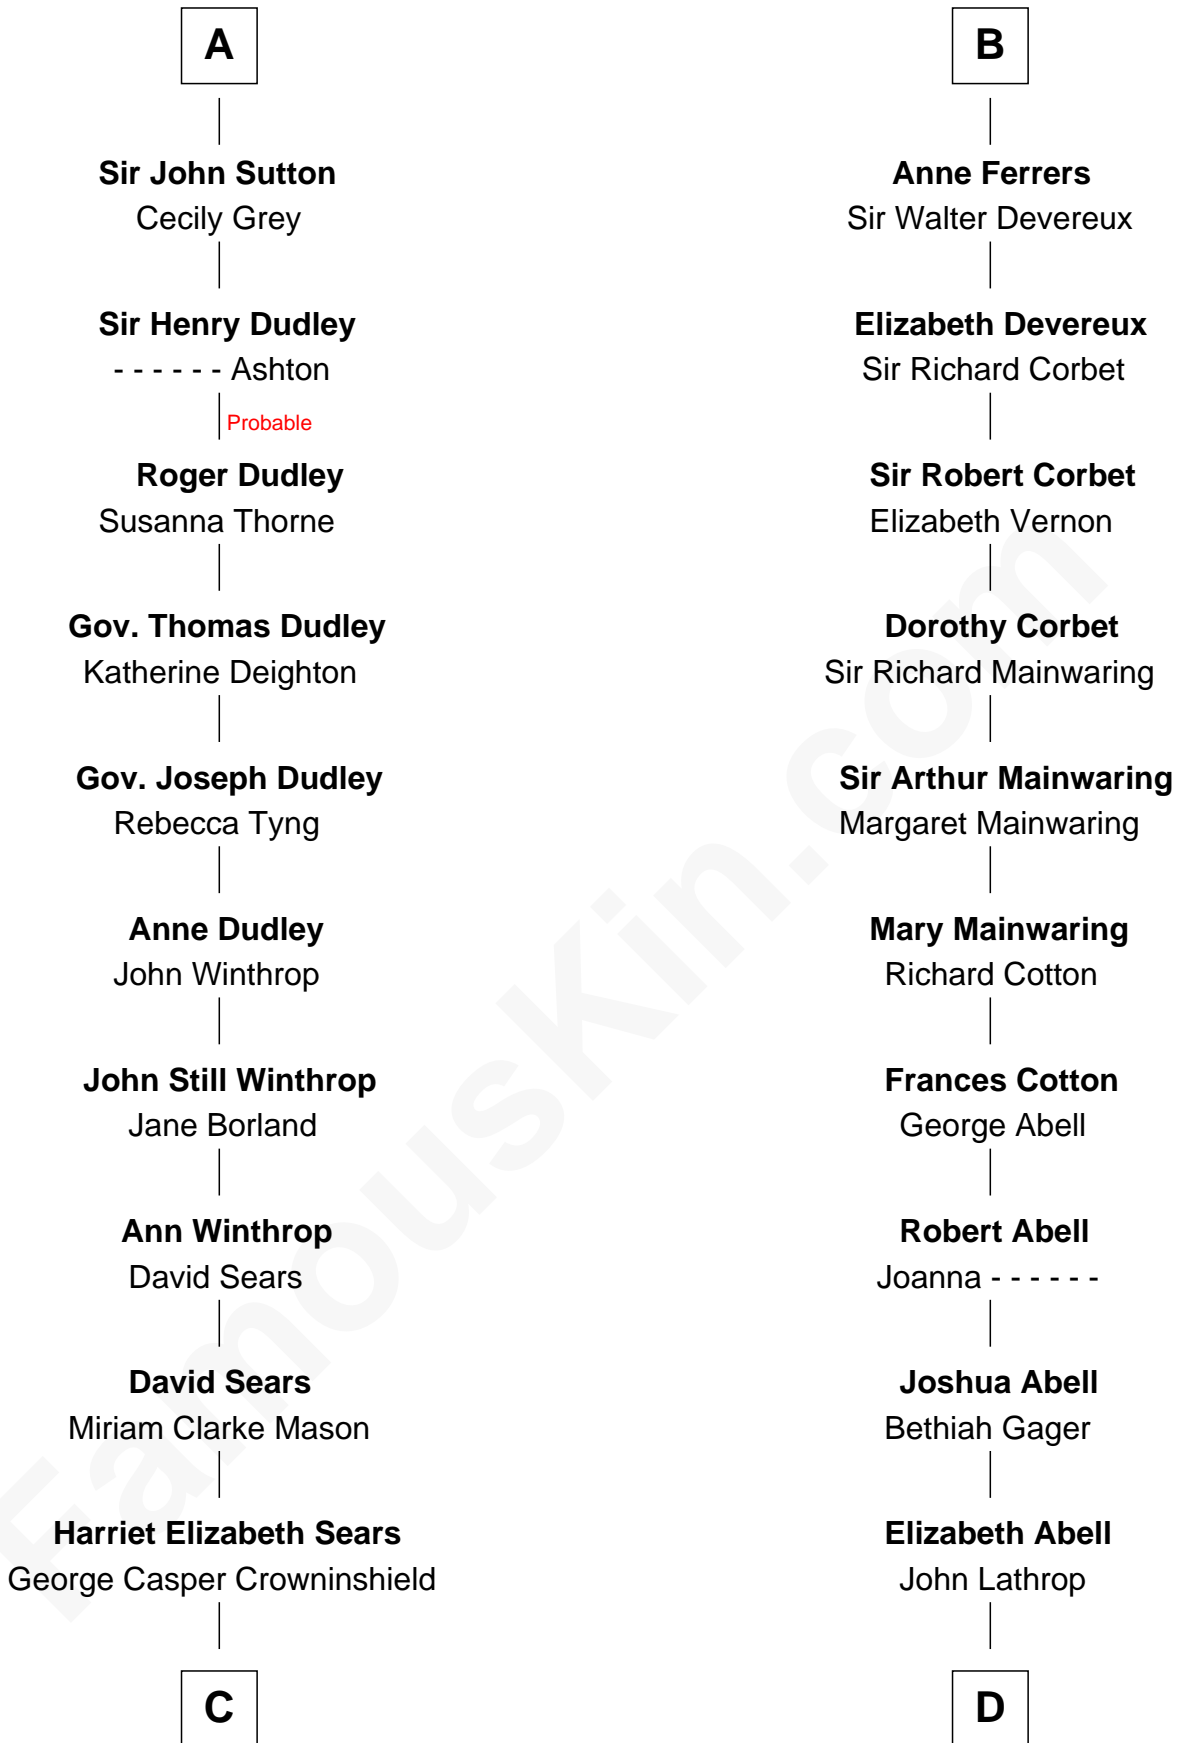 A
Sir John Sutton
Cecily Grey
Sir Henry Dudley
- - - - - - Ashton
Probable
Roger Dudley
Susanna Thorne
Gov. Thomas Dudley
Katherine Deighton
Gov. Joseph Dudley
Rebecca Tyng
Anne Dudley
John Winthrop
John Still Winthrop
Jane Borland
Ann Winthrop
David Sears
David Sears
Miriam Clarke Mason
Harriet Elizabeth Sears
George Casper Crowninshield
C
B
Anne Ferrers
Sir Walter Devereux
Elizabeth Devereux
Sir Richard Corbet
Sir Robert Corbet
Elizabeth Vernon
Dorothy Corbet
Sir Richard Mainwaring
Sir Arthur Mainwaring
Margaret Mainwaring
Mary Mainwaring
Richard Cotton
Frances Cotton
George Abell
Robert Abell
Joanna - - - - - -
Joshua Abell
Bethiah Gager
Elizabeth Abell
John Lathrop
D
FamousKin.com